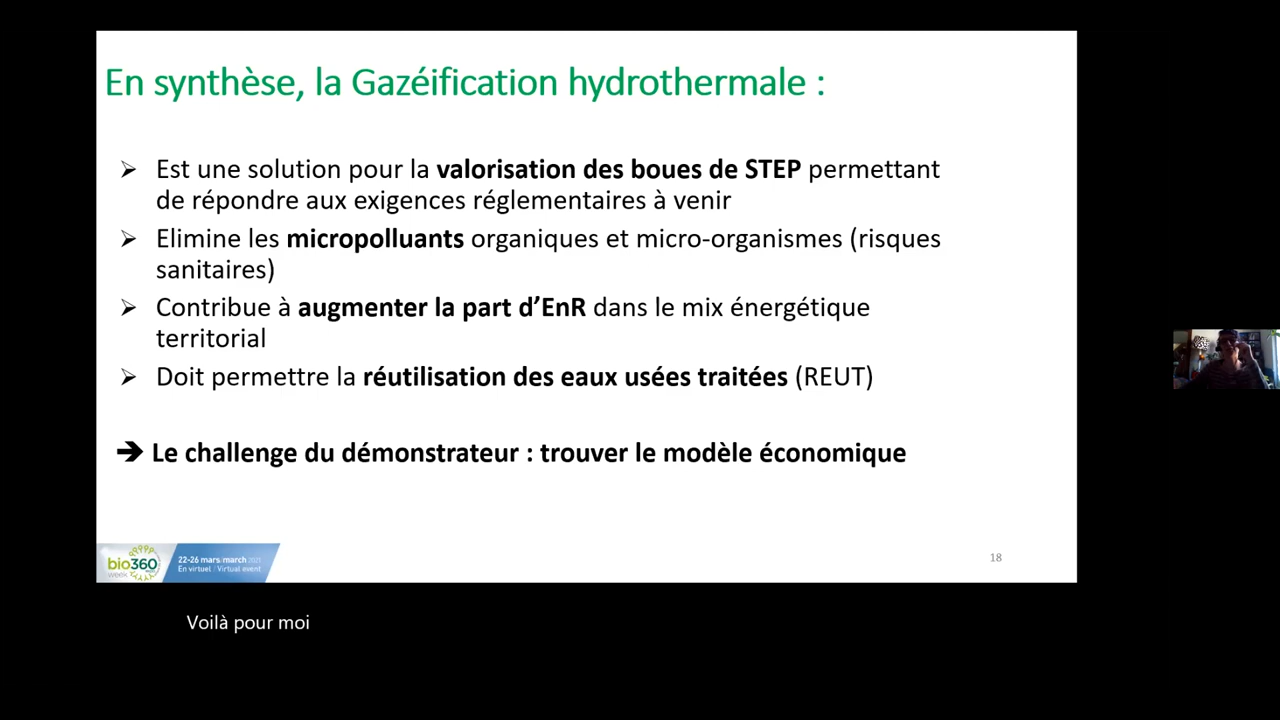 En synthèse, la Gazéification hydrothermale :
Est une solution pour la valorisation des boues de STEP permettant
de répondre aux exigences réglementaires à venir
Elimine les micropolluants organiques et micro-organismes (risques
sanitaires)
Contribue à augmenter la part d’EnR dans le mix énergétique
territorial
Doit permettre la réutilisation des eaux usées traitées (REUT)
➔ Le challenge du démonstrateur : trouver le modèle économique
bio360
week
22-26 mars/march
En virtuel / Virtual event
18
Voilà pour moi